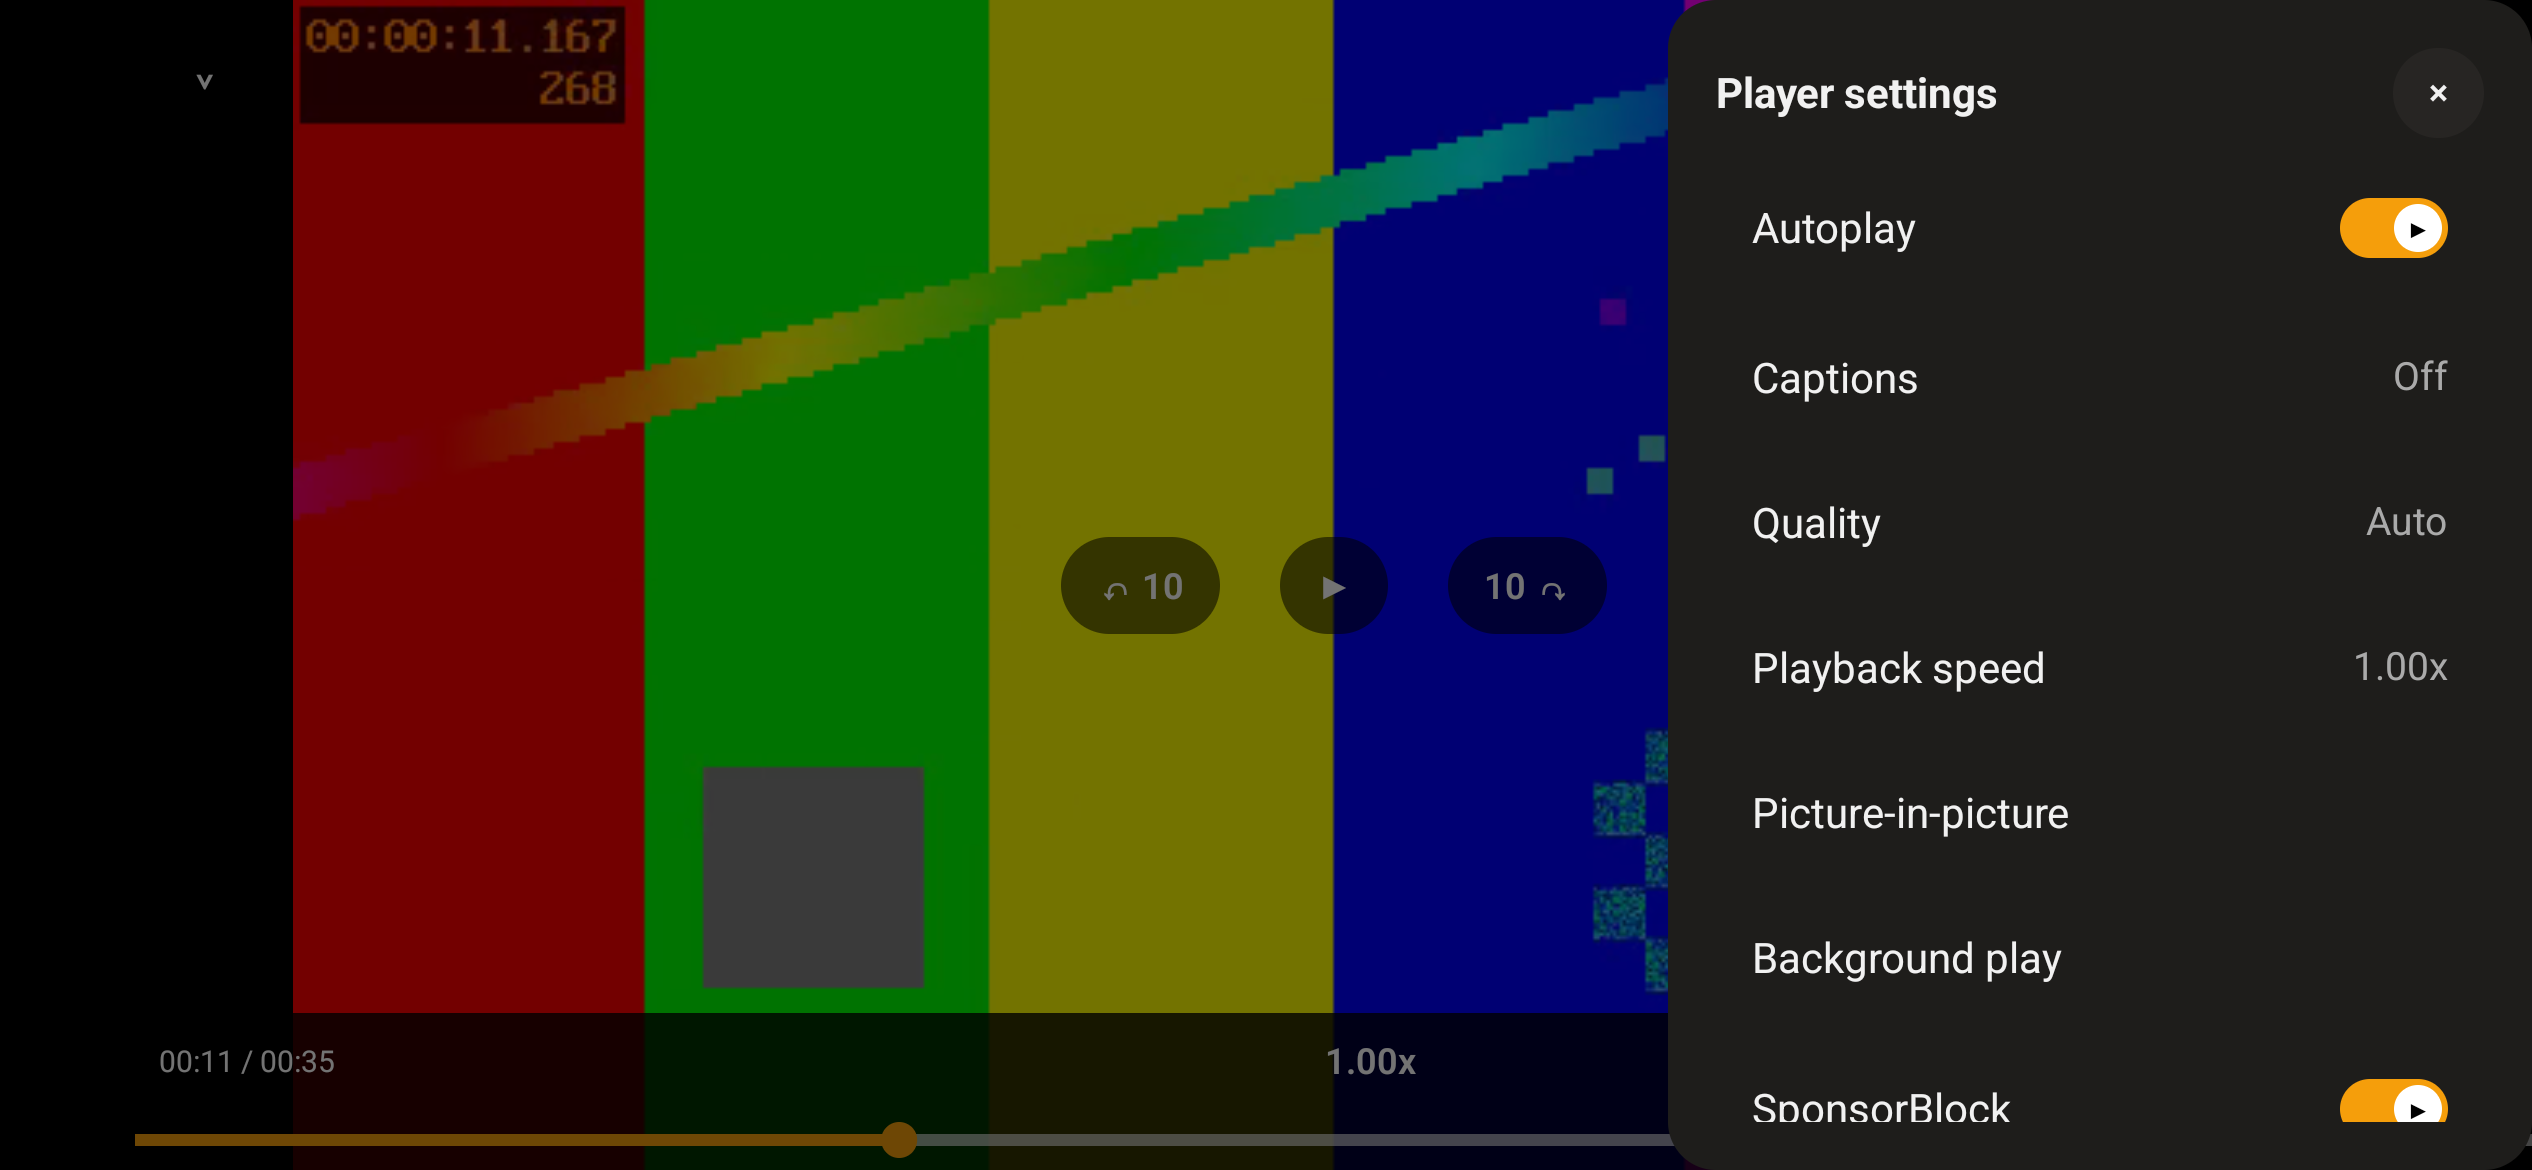 00:00:11.167
268
Player settings
Autoplay
Captions Off
Quality Auto
10
10
Playback speed 1.00x
Picture-in-picture
Background play
00:11 / 00:35
1.00x
SponsorBlock